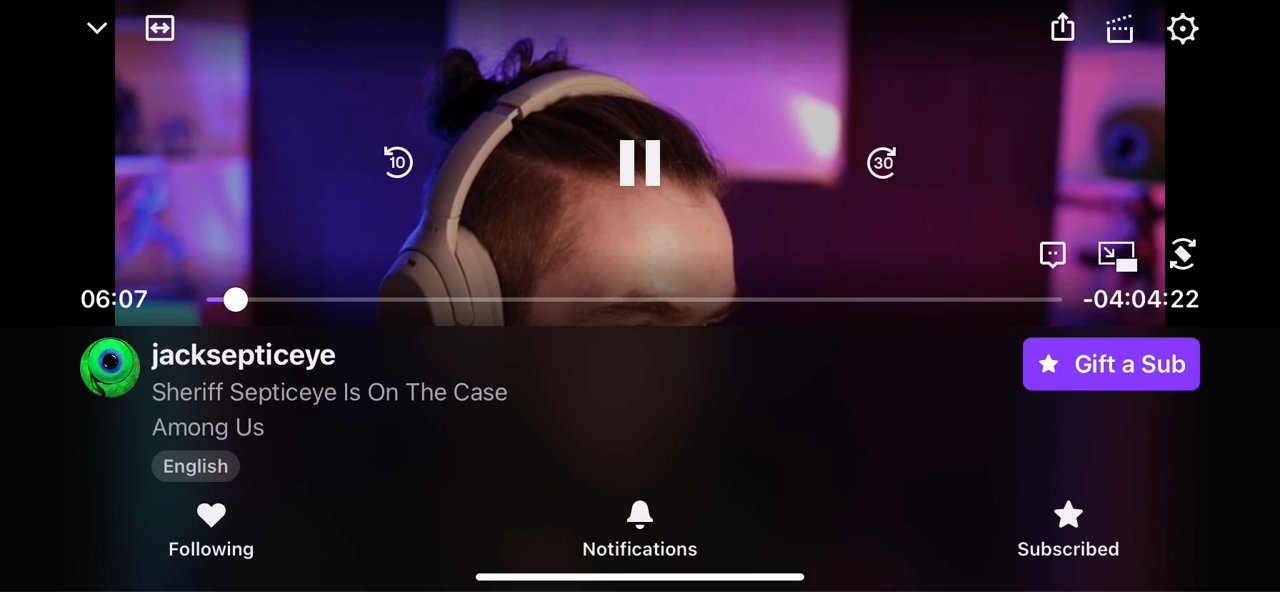 10
30
06:07
-04:04:22
jacksepticeye
Gift a Sub
Sheriff Septiceye Is On The Case
Among Us
English
Following
Notifications
Subscribed